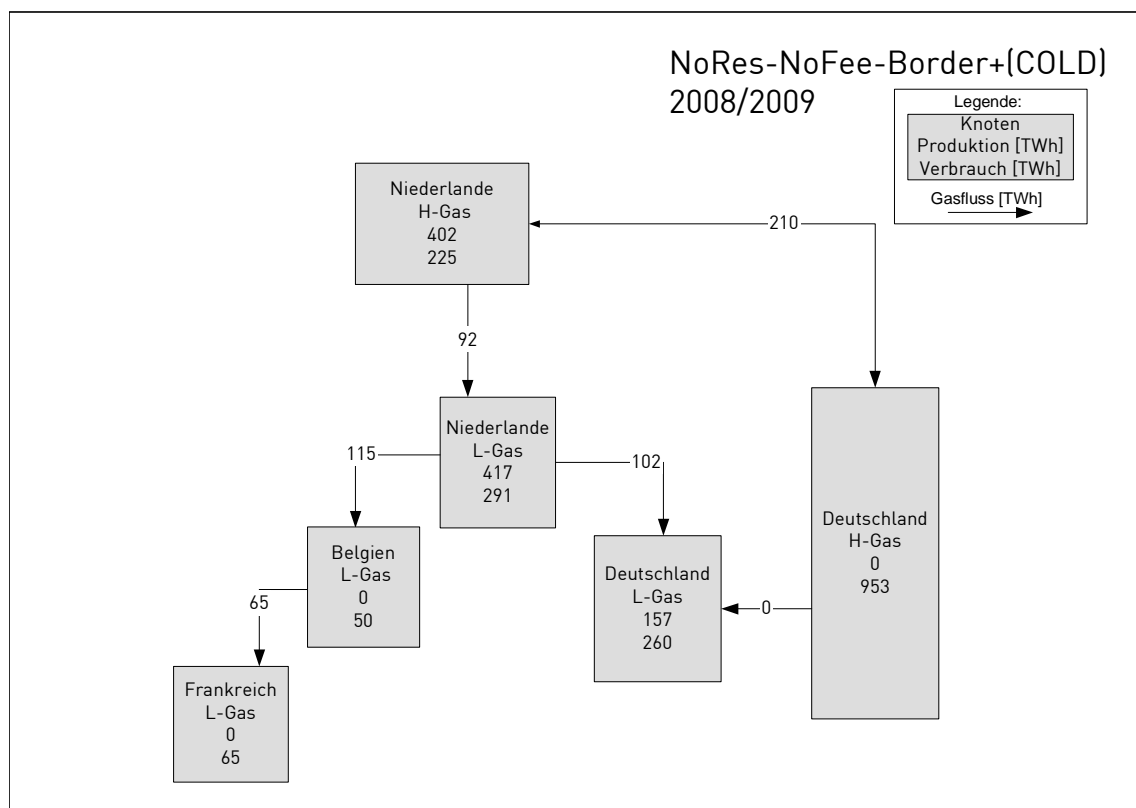 NoRes-NoFee-Border+(COLD)
2008/2009
Legende:
Knoten
Produktion [TWh]
Verbrauch [TWh]
Gasfluss [TWh]
Niederlande
H-Gas
402
225
210
92
Niederlande
L-Gas
417
291
115
102
Deutschland
H-Gas
0
953
Belgien
L-Gas
0
50
Deutschland
L-Gas
157
260
0
65
Frankreich
L-Gas
0
65